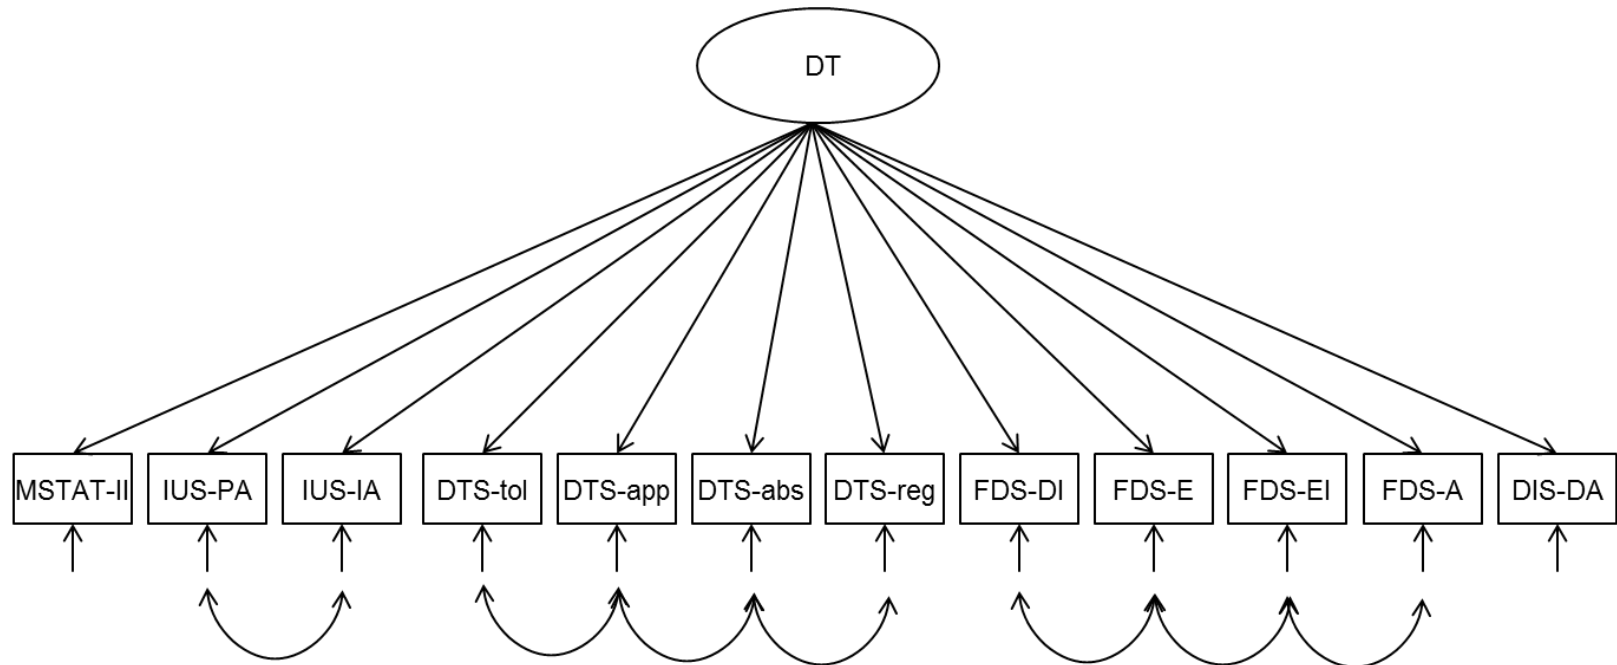 DT
MSTAT-II
IUS-PA
IUS-IA
DTS-tol
DTS-app
DTS-abs
DTS-reg
FDS-DI
FDS-E
FDS-EI
FDS-A
DIS-DA